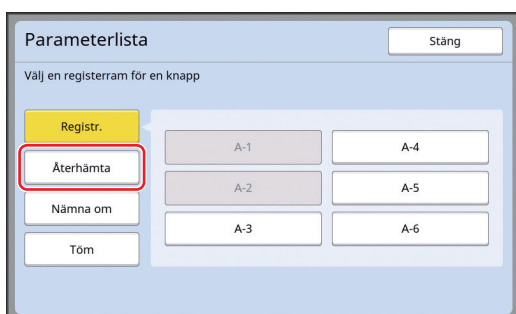 Parameterlista
Stäng
Välj en registerram för en knapp
Registr.
Återhämta
Nämna om
Töm
A-1
A-4
A-2
A-5
A-3
A-6